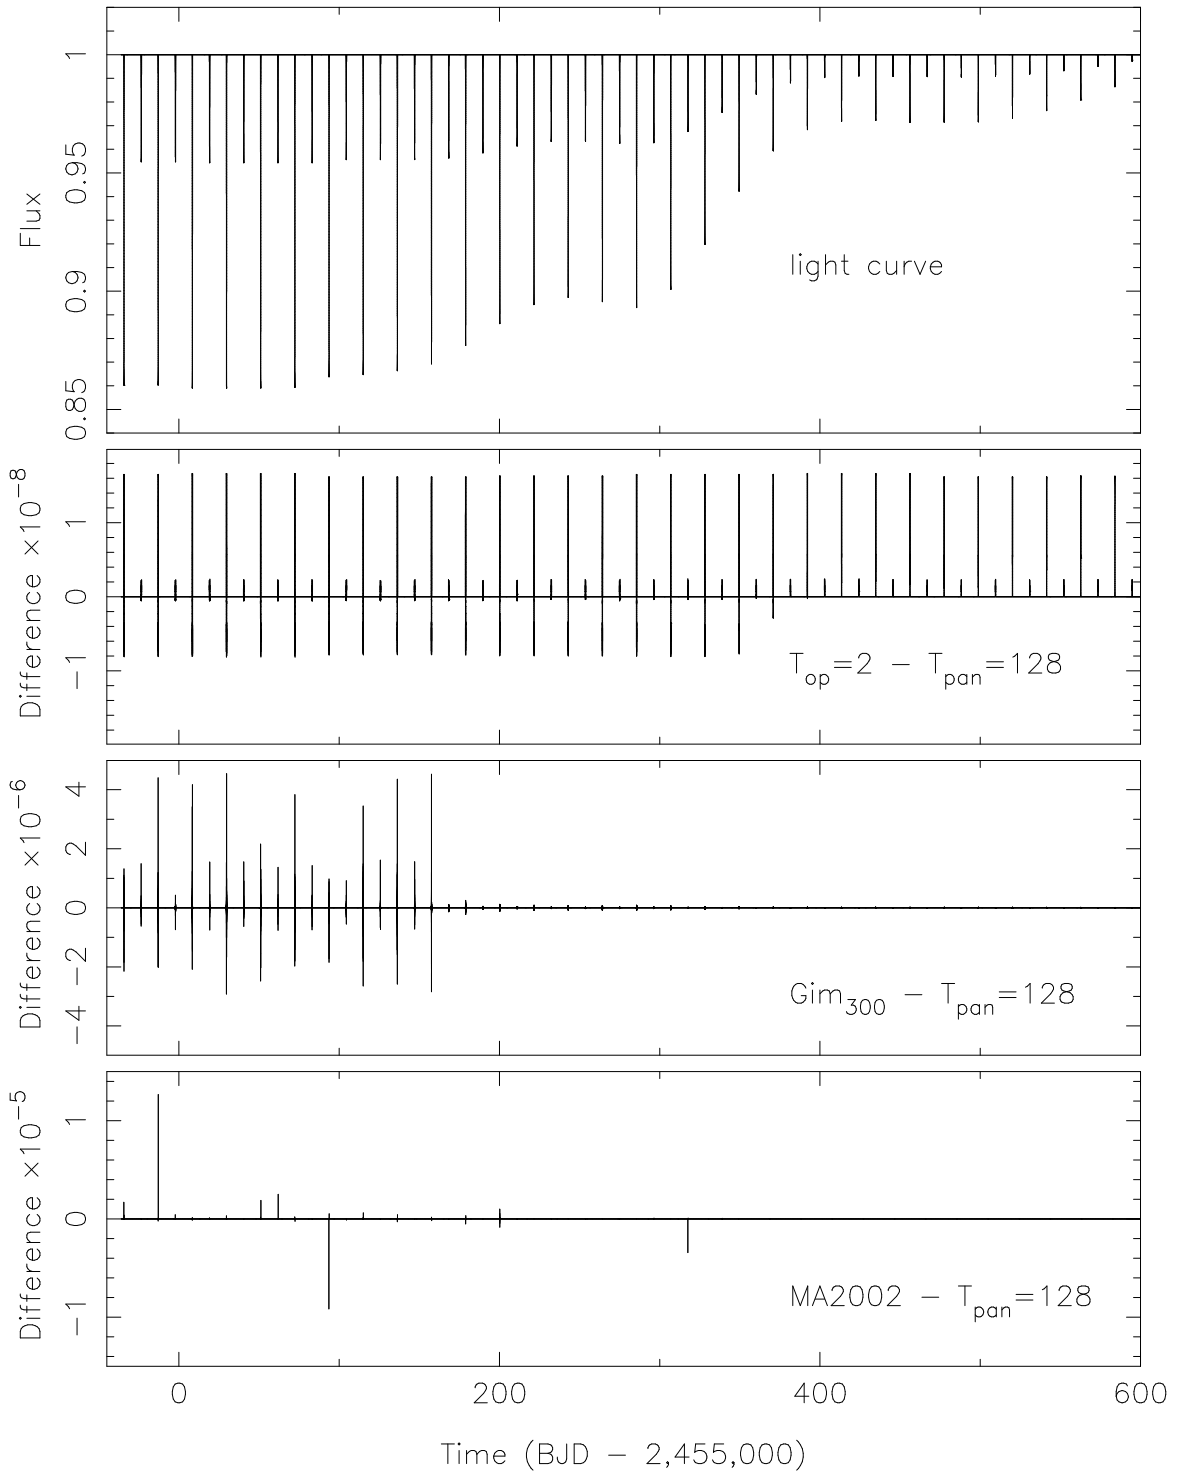 1
0.95
0.9
0.85
Flux
light curve
1
0
−1
Difference ×10⁻⁸
T_op=2 − T_pan=128
4
2
0
−2
−4
Difference ×10⁻⁶
Gim_300 − T_pan=128
1
0
−1
Difference ×10⁻⁵
MA2002 − T_pan=128
0 200 400 600
Time (BJD − 2,455,000)